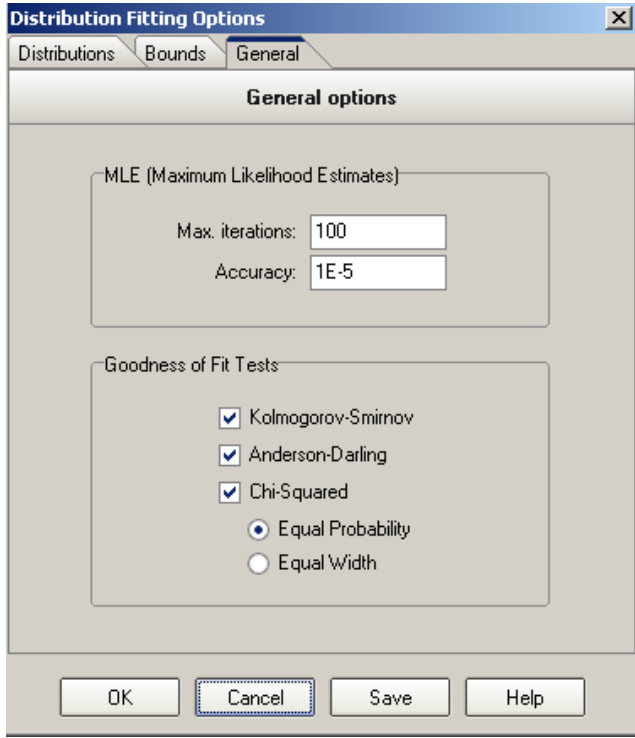 Distribution Fitting Options
Distributions Bounds General
General options
MLE (Maximum Likelihood Estimates)
Max. iterations: 100
Accuracy: 1E-5
Goodness of Fit Tests
Kolmogorov-Smirnov
Anderson-Darling
Chi-Squared
Equal Probability
Equal Width
OK Cancel Save Help